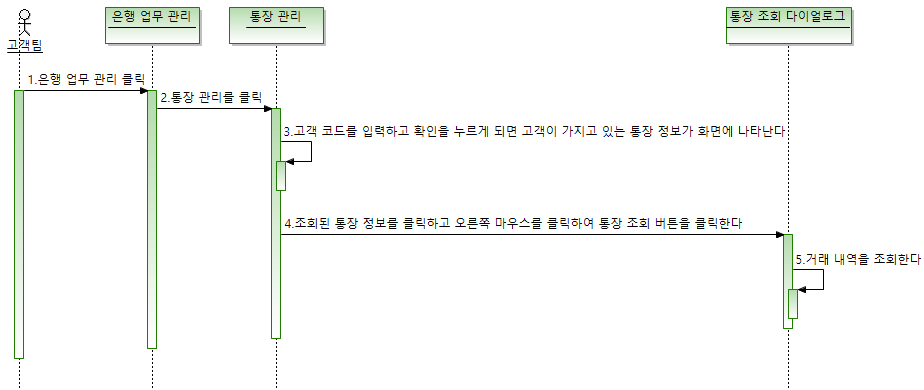 은행 업무 관리
통장 관리
통장 조회 다이얼로그
고객팀
1.은행 업무 관리 클릭
2.통장 관리를 클릭
3.고객 코드를 입력하고 확인을 누르게 되면 고객이 가지고 있는 통장 정보가 화면에 나타난다
4.조회된 통장 정보를 클릭하고 오른쪽 마우스를 클릭하여 통장 조회 버튼을 클릭한다
5.거래 내역을 조회한다